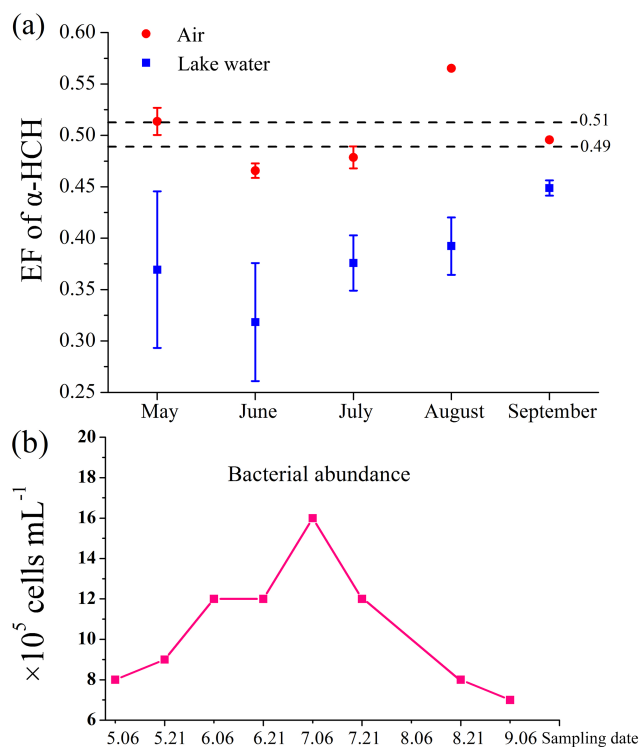 (a)
0.60
Air
Lake water
0.55
0.51
0.50
0.49
0.45
0.40
0.35
0.30
0.25
EF of α-HCH
May June July August September
(b)
20
Bacterial abundance
18
16
14
12
10
8
6
×10⁵ cells mL⁻¹
5.06 5.21 6.06 6.21 7.06 7.21 8.06 8.21 9.06 Sampling date